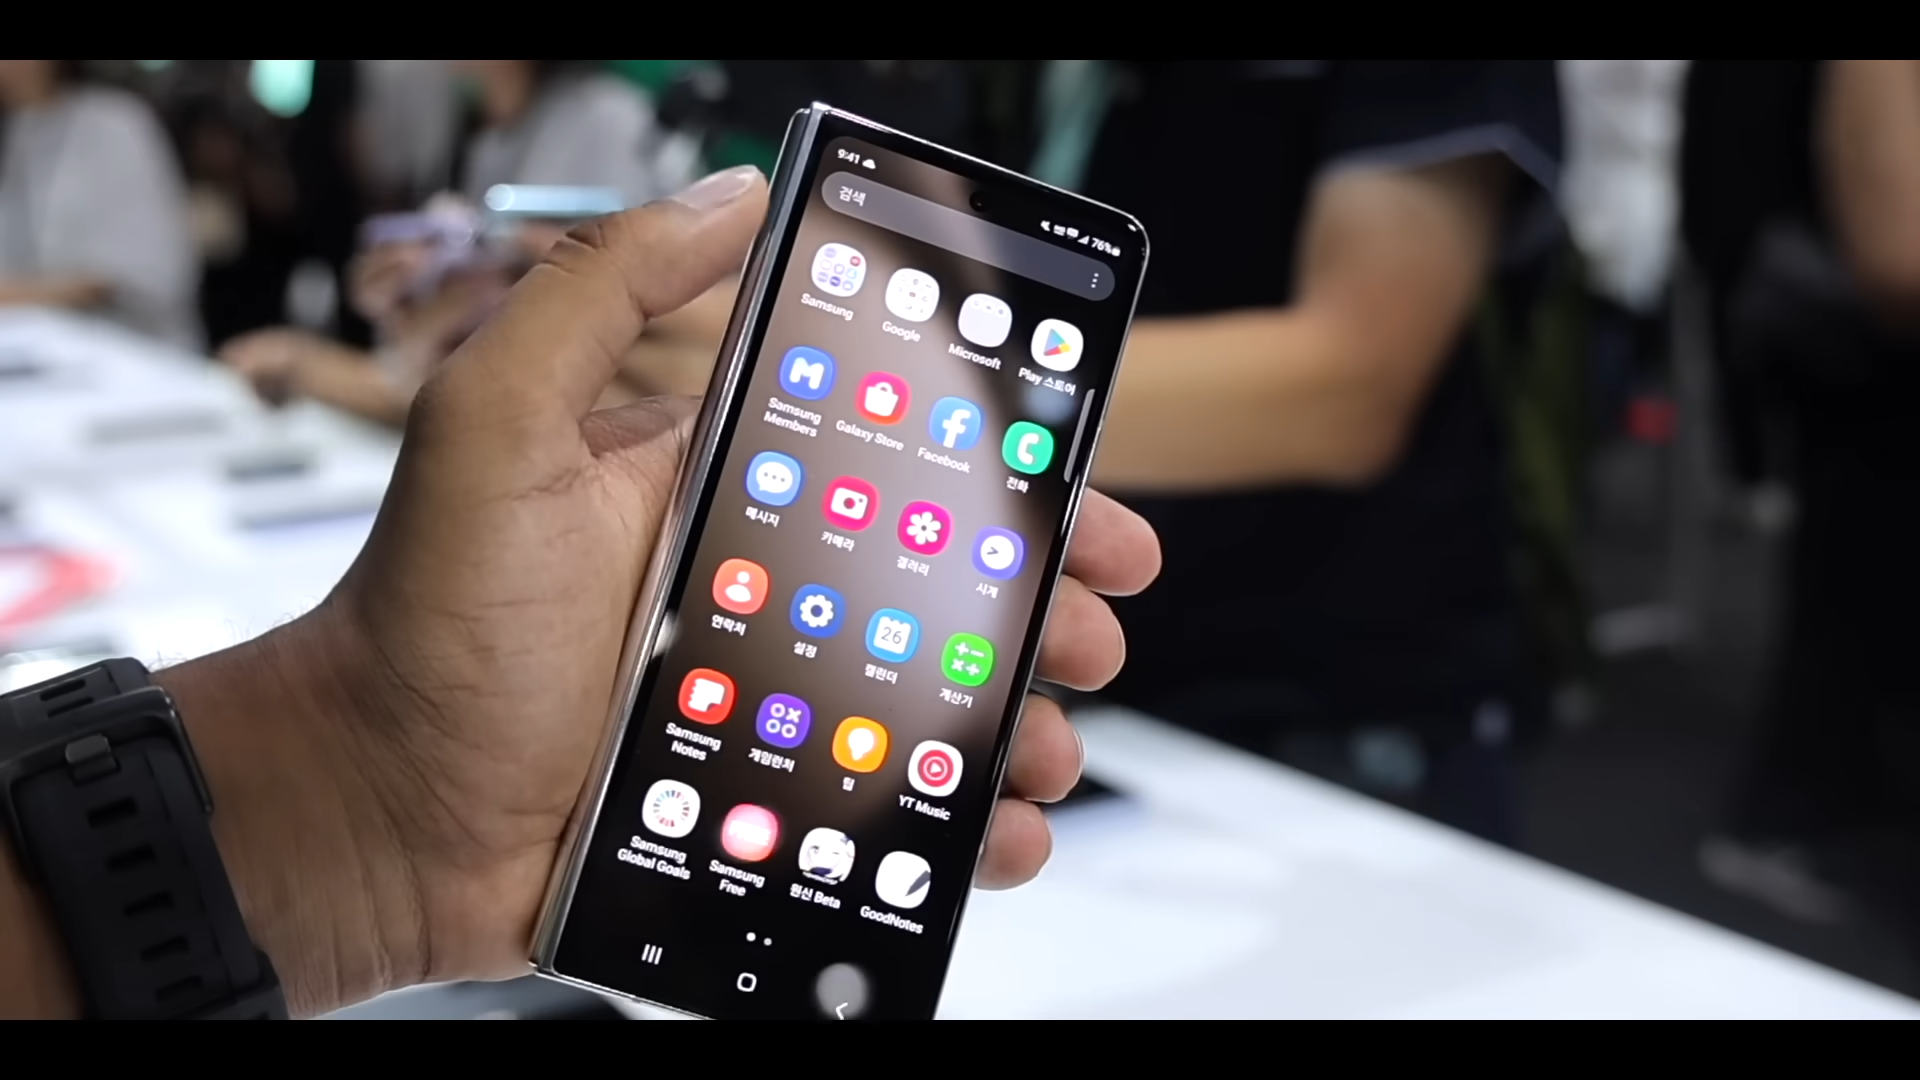 9:41
76%
검색
Samsung
Google
Microsoft
Play 스토어
Samsung
Members
Galaxy Store
Facebook
전화
메시지
카메라
갤러리
시계
연락처
설정
26
캘린더
계산기
Samsung
Notes
게임런처
팁
YT Music
Samsung
Global Goals
FREE
Samsung
Free
원신 Beta
GoodNotes